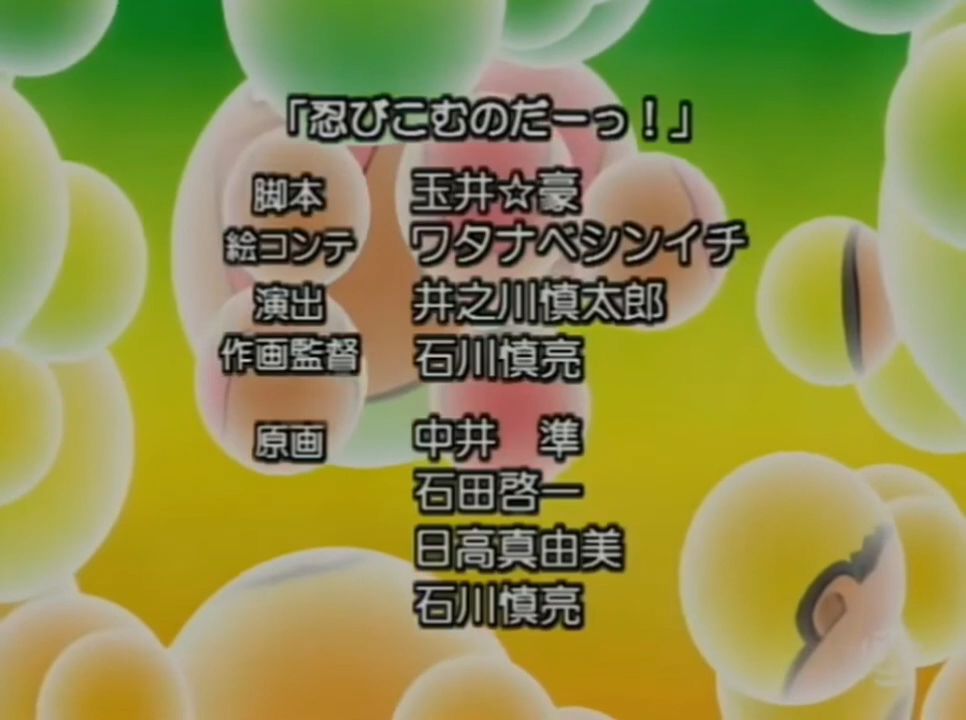 「忍びこむのだーっ！」
脚本 玉井☆豪
絵コンテ ワタナベシンイチ
演出 井之川慎太郎
作画監督 石川慎亮
原画 中井 準
石田啓一
日高真由美
石川慎亮